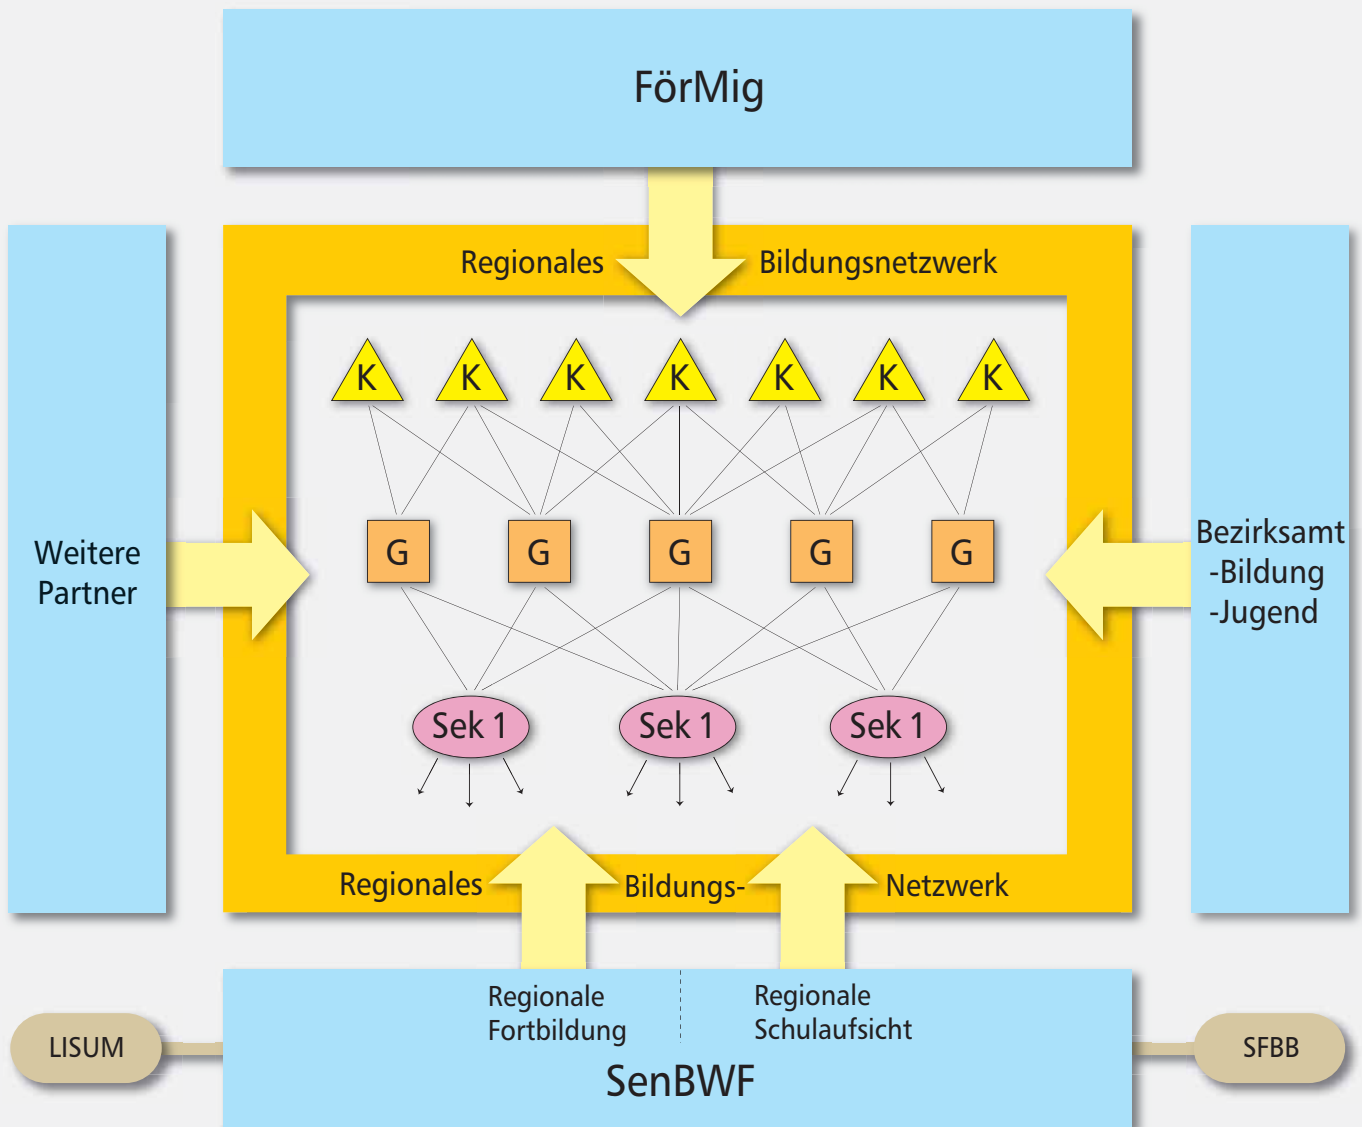 FörMig
Regionales Bildungsnetzwerk
K K K K K K K
G G G G G
Weitere
Partner
Bezirksamt
-Bildung
-Jugend
Sek 1 Sek 1 Sek 1
Regionales Bildungs- Netzwerk
Regionale
Fortbildung
Regionale
Schulaufsicht
LISUM
SFBB
SenBWF